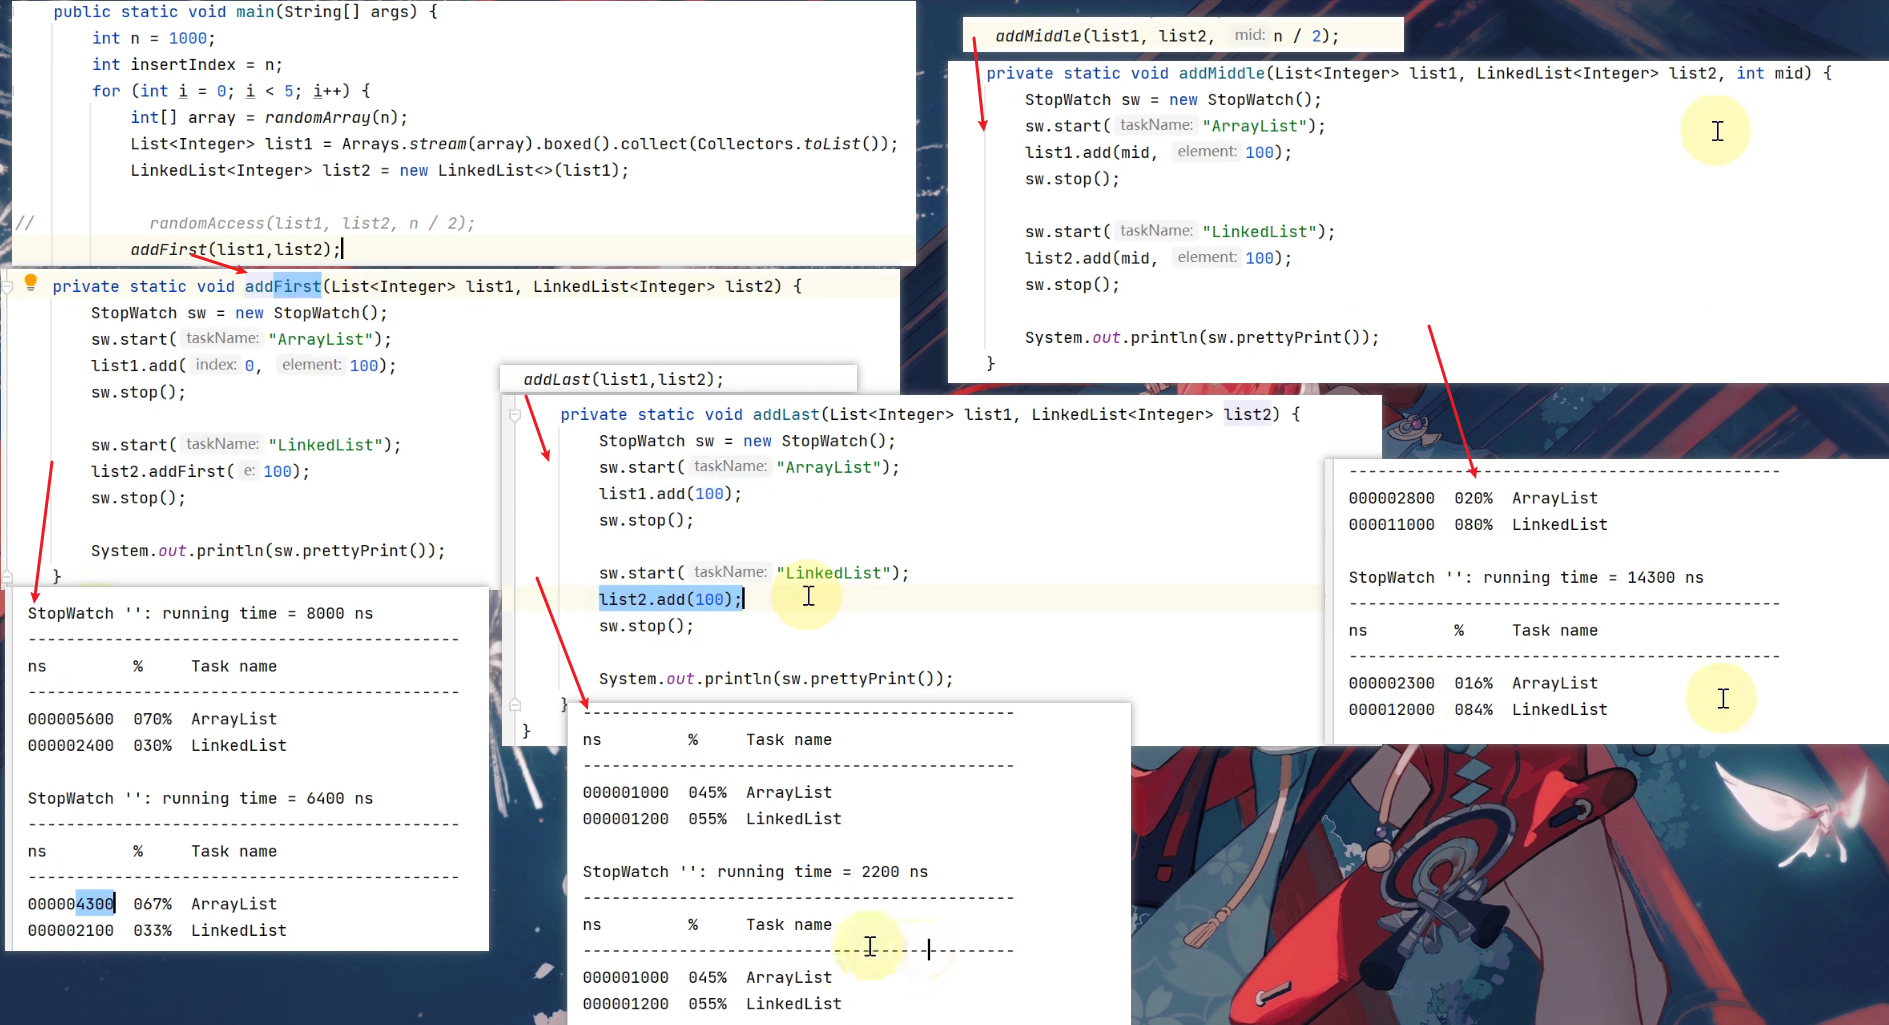 public static void main(String[] args) {
int n = 1000;
int insertIndex = n;
for (int i = 0; i < 5; i++) {
int[] array = randomArray(n);
List<Integer> list1 = Arrays.stream(array).boxed().collect(Collectors.toList());
LinkedList<Integer> list2 = new LinkedList<>(list1);
// randomAccess(list1, list2, n / 2);
addFirst(list1,list2);
private static void addFirst(List<Integer> list1, LinkedList<Integer> list2) {
StopWatch sw = new StopWatch();
sw.start( taskName: "ArrayList");
list1.add( index: 0, element: 100);
sw.stop();
sw.start( taskName: "LinkedList");
list2.addFirst( e: 100);
sw.stop();
System.out.println(sw.prettyPrint());
}
StopWatch '': running time = 8000 ns
---------------------------------------------
ns % Task name
---------------------------------------------
000005600 070% ArrayList
000002400 030% LinkedList
StopWatch '': running time = 6400 ns
---------------------------------------------
ns % Task name
---------------------------------------------
000004300 067% ArrayList
000002100 033% LinkedList
addLast(list1,list2);
private static void addLast(List<Integer> list1, LinkedList<Integer> list2) {
StopWatch sw = new StopWatch();
sw.start( taskName: "ArrayList");
list1.add(100);
sw.stop();
sw.start( taskName: "LinkedList");
list2.add(100);
sw.stop();
System.out.println(sw.prettyPrint());
}
}
---------------------------------------------
ns % Task name
---------------------------------------------
000001000 045% ArrayList
000001200 055% LinkedList
StopWatch '': running time = 2200 ns
---------------------------------------------
ns % Task name
---------------------------------------------
000001000 045% ArrayList
000001200 055% LinkedList
addMiddle(list1, list2, mid: n / 2);
private static void addMiddle(List<Integer> list1, LinkedList<Integer> list2, int mid) {
StopWatch sw = new StopWatch();
sw.start( taskName: "ArrayList");
list1.add(mid, element: 100);
sw.stop();
sw.start( taskName: "LinkedList");
list2.add(mid, element: 100);
sw.stop();
System.out.println(sw.prettyPrint());
}
---------------------------------------------
000002800 020% ArrayList
000011000 080% LinkedList
StopWatch '': running time = 14300 ns
---------------------------------------------
ns % Task name
---------------------------------------------
000002300 016% ArrayList
000012000 084% LinkedList